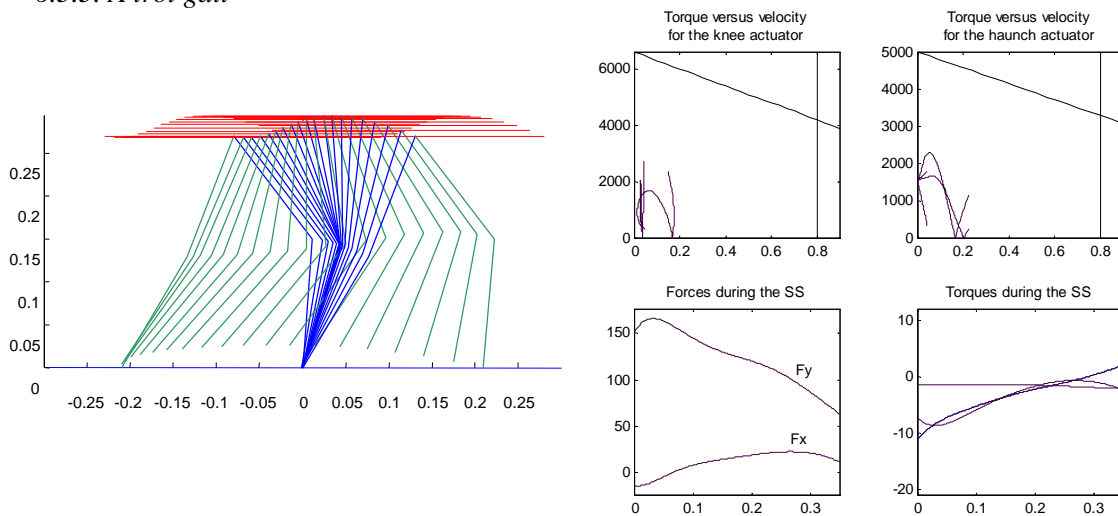 Torque versus velocity
for the knee actuator
6000
4000
2000
0
0 0.2 0.4 0.6 0.8
Torque versus velocity
for the haunch actuator
5000
4000
3000
2000
1000
0
0 0.2 0.4 0.6 0.8
0.25
0.2
0.15
0.1
0.05
0
-0.25 -0.2 -0.15 -0.1 -0.05 0 0.05 0.1 0.15 0.2 0.25
Forces during the SS
150
100
50
0
Fy
Fx
0 0.1 0.2 0.3
Torques during the SS
10
0
-10
-20
0 0.1 0.2 0.3